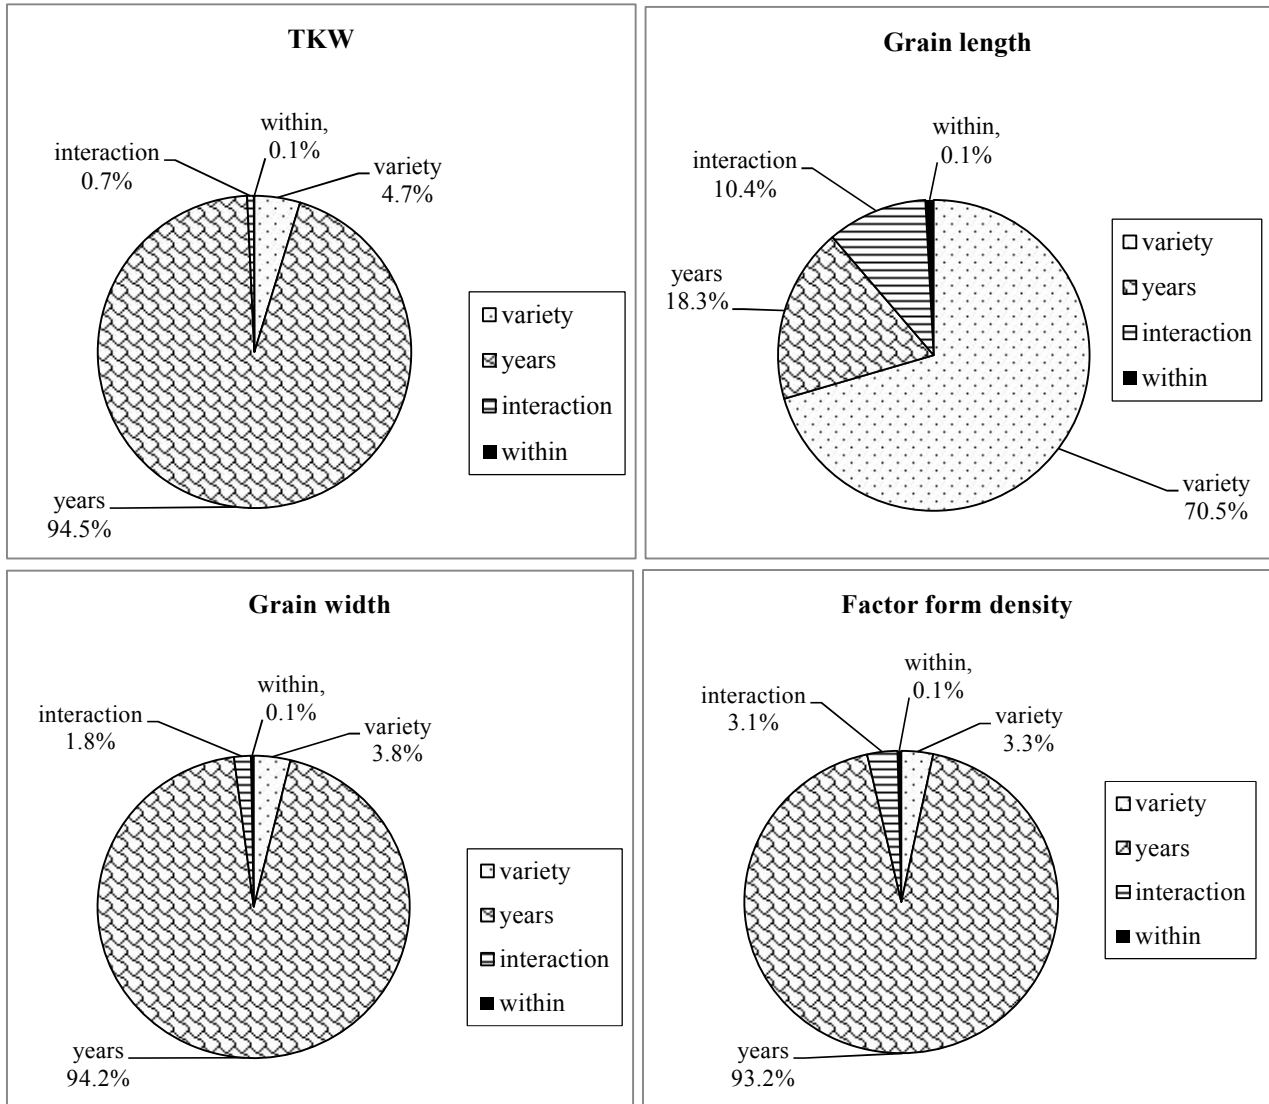 TKW
within,
0.1%
interaction
0.7%
variety
4.7%
years
94.5%
variety
years
interaction
within
Grain length
within,
0.1%
interaction
10.4%
years
18.3%
variety
70.5%
variety
years
interaction
within
Grain width
within,
0.1%
interaction
1.8%
variety
3.8%
years
94.2%
variety
years
interaction
within
Factor form density
within,
0.1%
interaction
3.1%
variety
3.3%
years
93.2%
variety
years
interaction
within